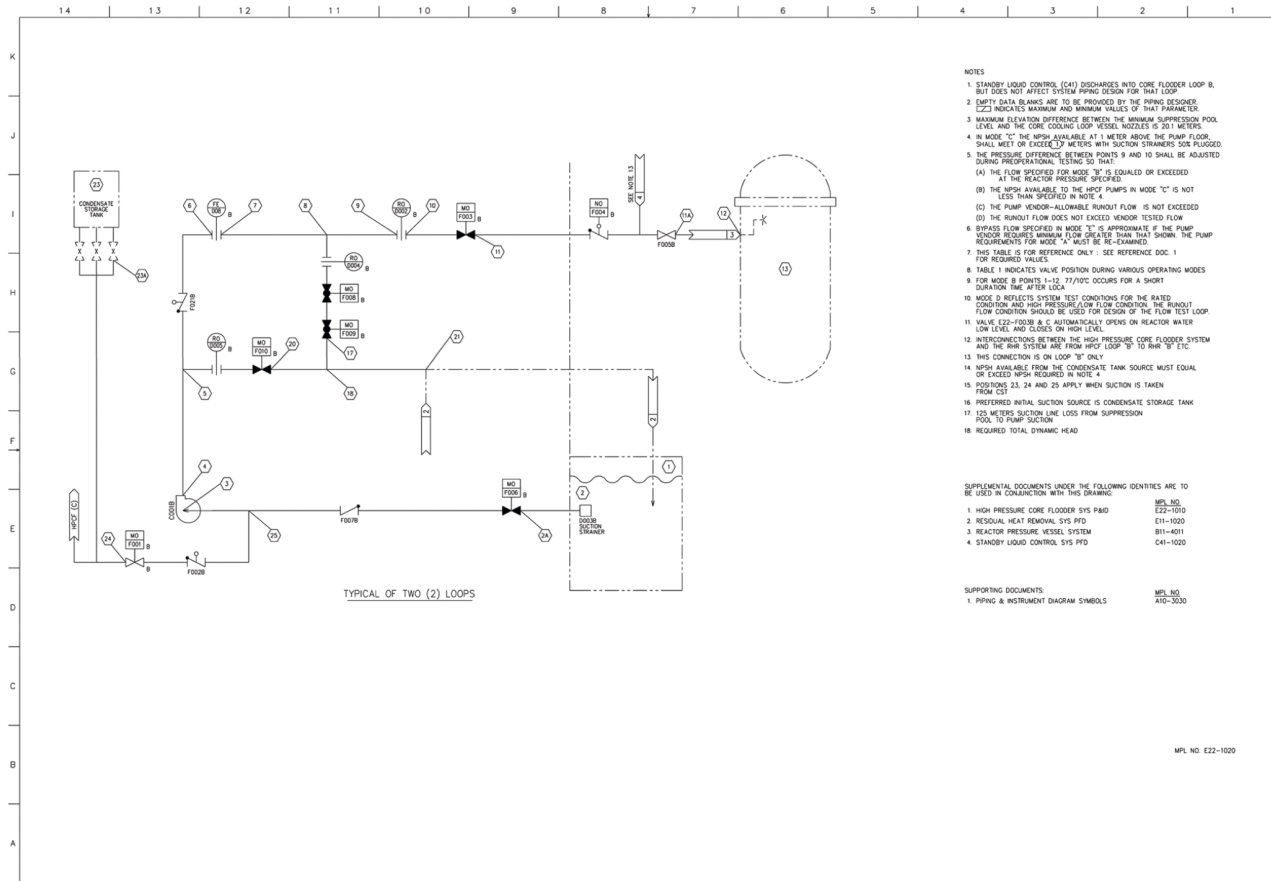 14 13 12 11 10 9 8 7 6 5 4 3 2 1
K
J
I
H
G
F
E
D
C
B
A
23
CONDENSATE
STORAGE
TANK
X X X
23A
6
FE
008
B
7
8
9
RO
D003
B
10
MO
F003
B
11
NO
F004
B
SEE NOTE 13
4
F005B
11A
3
12
13
RO
D004
B
MO
F008
B
MO
F009
B
17
F021B
RO
D005
B
MO
F010
B
20
21
5
18
2
2
4
3
C001B
1
2
HPCF (C)
24
MO
F001
B
B
F002B
25
F007B
MO
F006
B
2A
D003B
SUCTION
STRAINER
TYPICAL OF TWO (2) LOOPS
NOTES
1. STANDBY LIQUID CONTROL (C41) DISCHARGES INTO CORE FLOODER LOOP B,
BUT DOES NOT AFFECT SYSTEM PIPING DESIGN FOR THAT LOOP.
2. EMPTY DATA BLANKS ARE TO BE PROVIDED BY THE PIPING DESIGNER.
INDICATES MAXIMUM AND MINIMUM VALUES OF THAT PARAMETER.
3. MAXIMUM ELEVATION DIFFERENCE BETWEEN THE MINIMUM SUPPRESSION POOL
LEVEL AND THE CORE COOLING LOOP VESSEL NOZZLES IS 20.1 METERS.
4. IN MODE "C" THE NPSH AVAILABLE AT 1 METER ABOVE THE PUMP FLOOR,
SHALL MEET OR EXCEED 1.7 METERS WITH SUCTION STRAINERS 50% PLUGGED.
5. THE PRESSURE DIFFERENCE BETWEEN POINTS 9 AND 10 SHALL BE ADJUSTED
DURING PREOPERATIONAL TESTING SO THAT:
(A) THE FLOW SPECIFIED FOR MODE "B" IS EQUALED OR EXCEEDED
AT THE REACTOR PRESSURE SPECIFIED.
(B) THE NPSH AVAILABLE TO THE HPCF PUMPS IN MODE "C" IS NOT
LESS THAN SPECIFIED IN NOTE 4.
(C) THE PUMP VENDOR-ALLOWABLE RUNOUT FLOW IS NOT EXCEEDED
(D) THE RUNOUT FLOW DOES NOT EXCEED VENDOR TESTED FLOW
6. BYPASS FLOW SPECIFIED IN MODE "E" IS APPROXIMATE IF THE PUMP
VENDOR REQUIRES MINIMUM FLOW GREATER THAN THAT SHOWN. THE PUMP
REQUIREMENTS FOR MODE "A" MUST BE RE-EXAMINED.
7. THIS TABLE IS FOR REFERENCE ONLY : SEE REFERENCE DOC. 1
FOR REQUIRED VALUES.
8. TABLE 1 INDICATES VALVE POSITION DURING VARIOUS OPERATING MODES
9. FOR MODE B POINTS 1-12, 77/10°C OCCURS FOR A SHORT
DURATION TIME AFTER LOCA
10. MODE D REFLECTS SYSTEM TEST CONDITIONS FOR THE RATED
CONDITION AND HIGH PRESSURE/LOW FLOW CONDITION. THE RUNOUT
FLOW CONDITION SHOULD BE USED FOR DESIGN OF THE FLOW TEST LOOP.
11. VALVE E22-F003B & C AUTOMATICALLY OPENS ON REACTOR WATER
LOW LEVEL AND CLOSES ON HIGH LEVEL.
12. INTERCONNECTIONS BETWEEN THE HIGH PRESSURE CORE FLOODER SYSTEM
AND THE RHR SYSTEM ARE FROM HPCF LOOP "B" TO RHR "B" ETC.
13. THIS CONNECTION IS ON LOOP "B" ONLY
14. NPSH AVAILABLE FROM THE CONDENSATE TANK SOURCE MUST EQUAL
OR EXCEED NPSH REQUIRED IN NOTE 4
15. POSITIONS 23, 24 AND 25 APPLY WHEN SUCTION IS TAKEN
FROM CST
16. PREFERRED INITIAL SUCTION SOURCE IS CONDENSATE STORAGE TANK
17. 125 METERS SUCTION LINE LOSS FROM SUPPRESSION
POOL TO PUMP SUCTION
18. REQUIRED TOTAL DYNAMIC HEAD
SUPPLEMENTAL DOCUMENTS UNDER THE FOLLOWING IDENTITIES ARE TO
BE USED IN CONJUNCTION WITH THIS DRAWING:
MPL NO.
1. HIGH PRESSURE CORE FLOODER SYS P&ID E22-1010
2. RESIDUAL HEAT REMOVAL SYS PFD E11-1020
3. REACTOR PRESSURE VESSEL SYSTEM B11-4011
4. STANDBY LIQUID CONTROL SYS PFD C41-1020
SUPPORTING DOCUMENTS: MPL NO.
1. PIPING & INSTRUMENT DIAGRAM SYMBOLS A10-3030
MPL NO. E22-1020